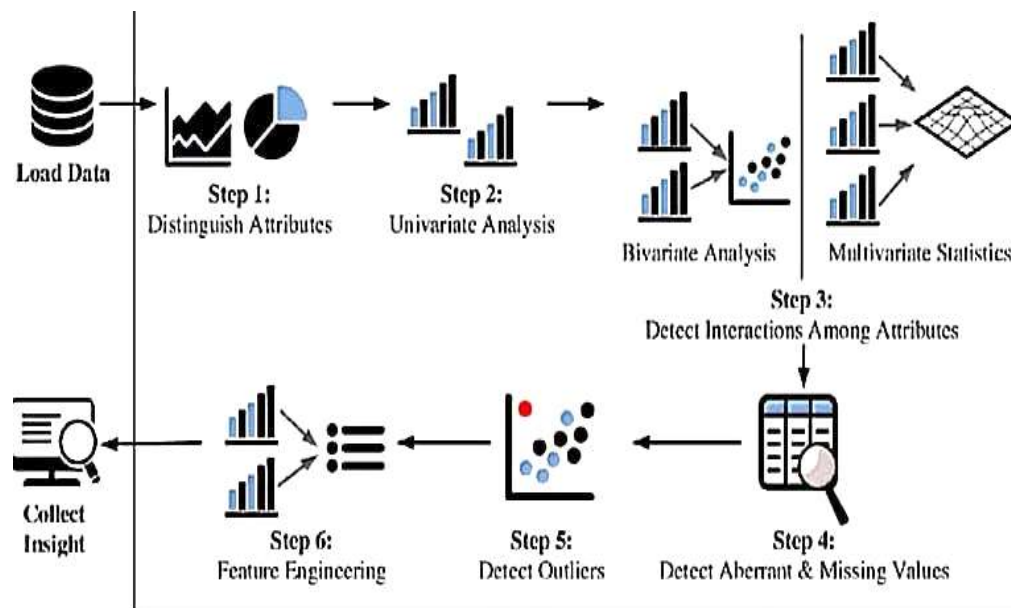 Load Data
Step 1:
Distinguish Attributes
Step 2:
Univariate Analysis
Bivariate Analysis
Multivariate Statistics
Step 3:
Detect Interactions Among Attributes
Collect
Insight
Step 6:
Feature Engineering
Step 5:
Detect Outliers
Step 4:
Detect Aberrant & Missing Values